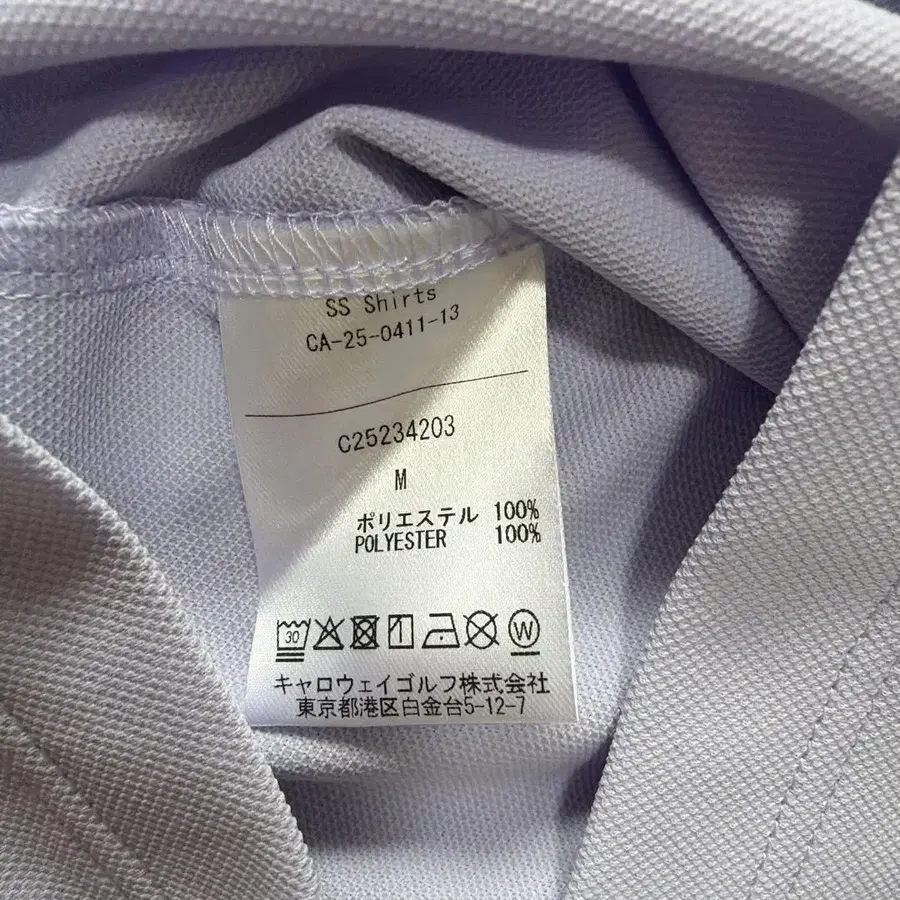 SS Shirts
CA-25-0411-13
C25234203
M
ポリエステル 100%
POLYESTER 100%
30 W
キャロウェイゴルフ株式会社
東京都港区白金台5-12-7